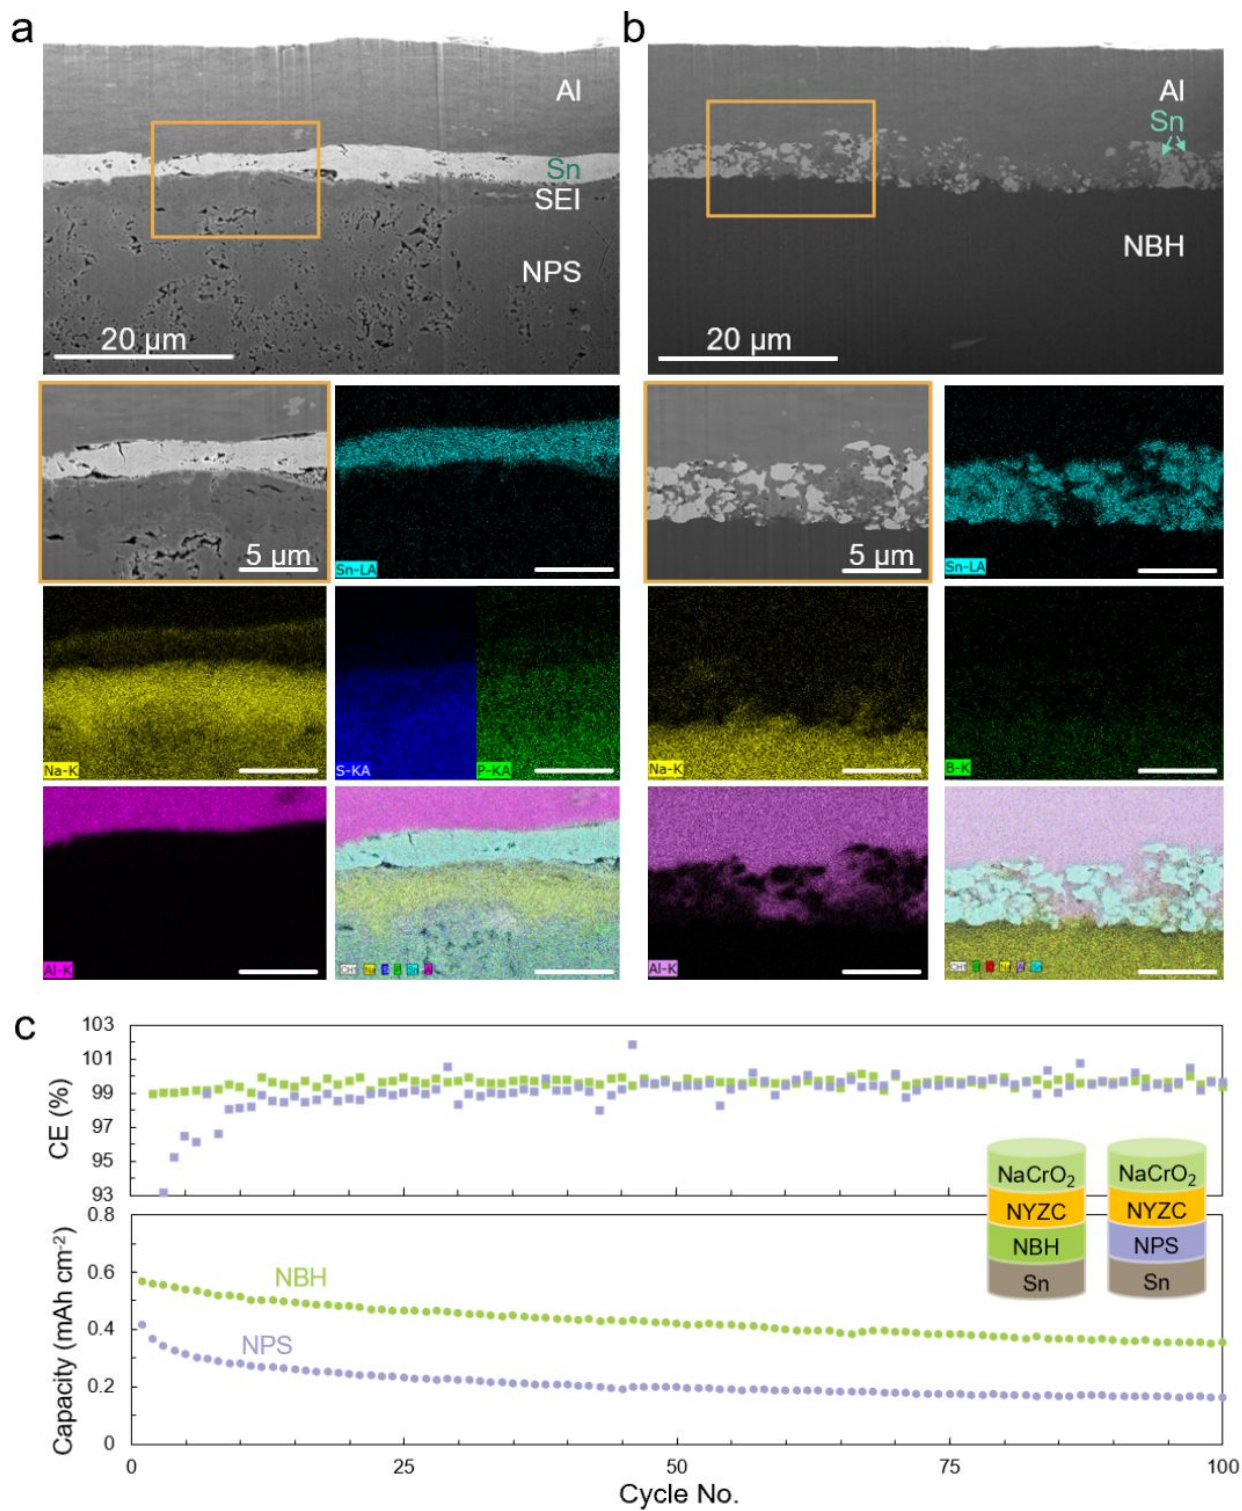 a
Al
Sn
SEI
NPS
20 µm
b
Al
Sn
NBH
20 µm
5 µm
Sn-LA
5 µm
Sn-LA
Na-K
S-KA
P-KA
Na-K
B-K
Al-K
Al-K
c
103
101
99
97
95
93
CE (%)
NaCrO₂
NYZC
NBH
Sn
NaCrO₂
NYZC
NPS
Sn
0.8
0.6
0.4
0.2
0
Capacity (mAh cm⁻²)
NBH
NPS
0
25
50
75
100
Cycle No.